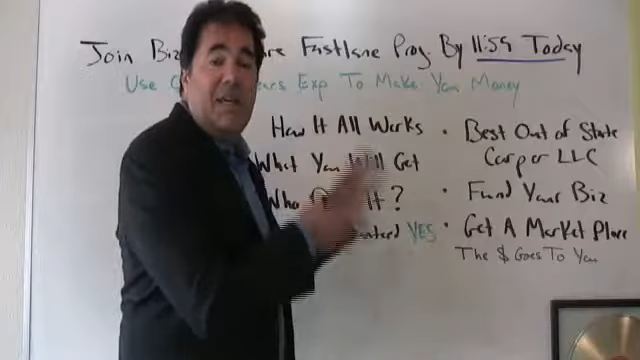 Join Biz Fastlane Prog. By 11:59 Today
Use Exp To Make You Money
How It All Works
What You Will Get
It?
YES
• Best Out of State
Corp or LLC
• Fund Your Biz
• Get A Market Place
The $ Goes To You